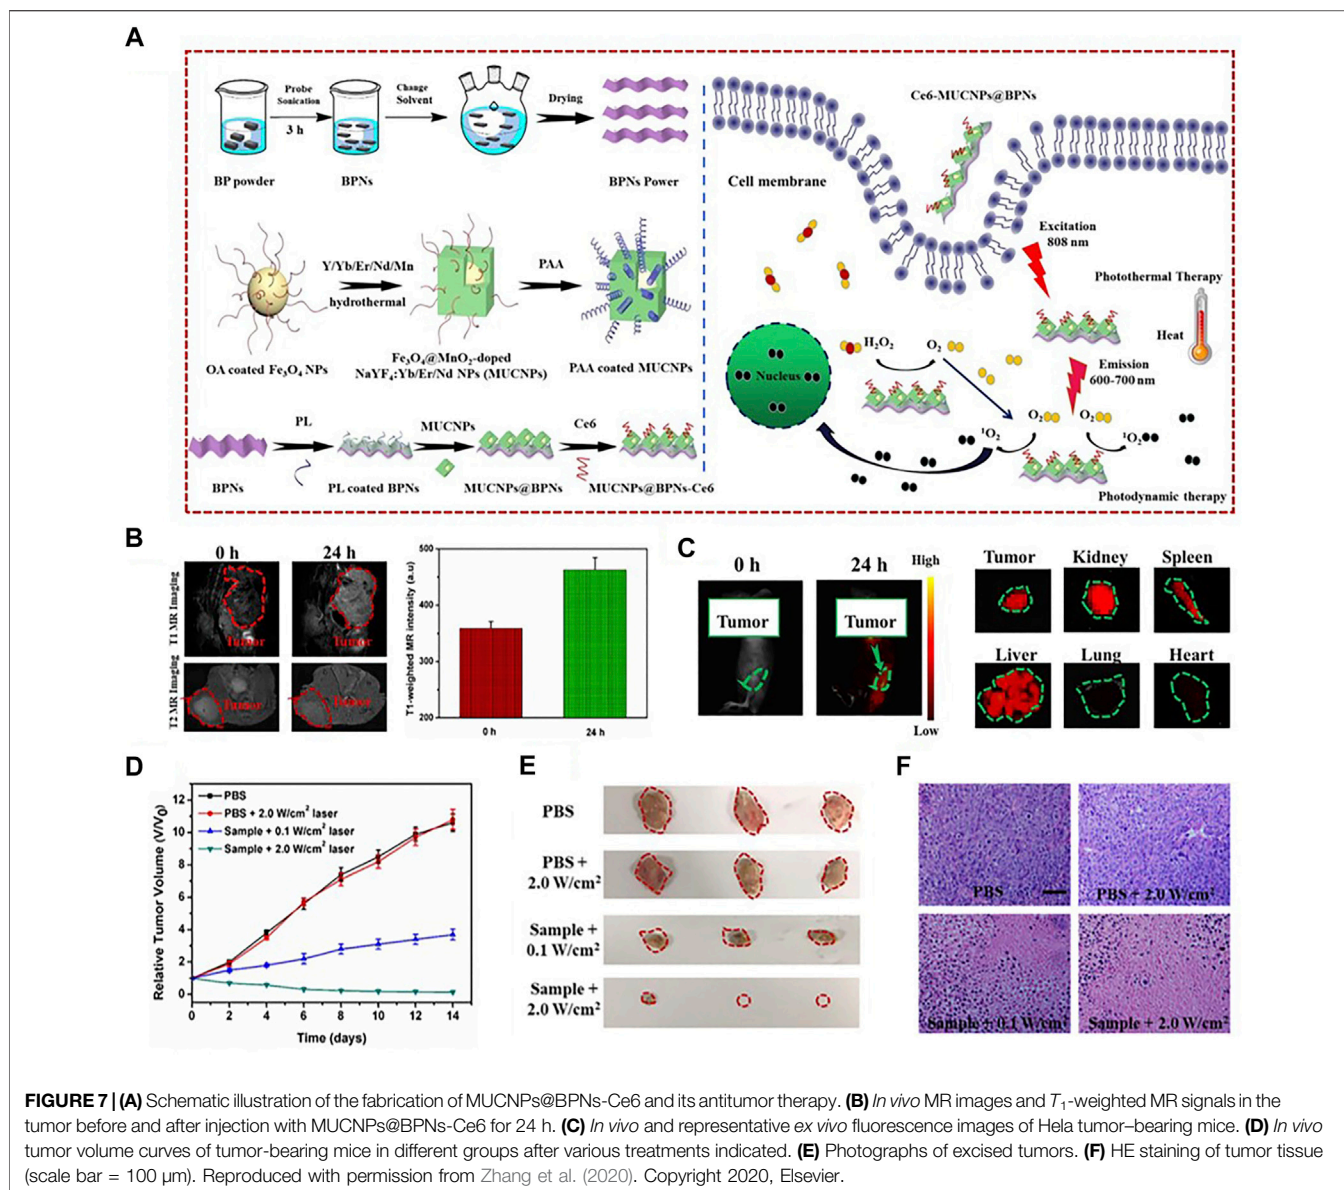 A
Probe
Sonication
3 h
Change
Solvent
Drying
BP powder
BPNs
BPNs Power
Y/Yb/Er/Nd/Mn
hydrothermal
PAA
OA coated Fe₃O₄ NPs
Fe₃O₄@MnO₂-doped
NaYF₄:Yb/Er/Nd NPs (MUCNPs)
PAA coated MUCNPs
PL
MUCNPs
Ce6
BPNs
PL coated BPNs
MUCNPs@BPNs
MUCNPs@BPNs-Ce6
Ce6-MUCNPs@BPNs
Cell membrane
Excitation
808 nm
Photothermal Therapy
Heat
H₂O₂
O₂
Emission
600-700 nm
Nucleus
O₂
O₂
¹O₂
¹O₂
Photodynamic therapy
B
0 h
24 h
T1 MR Imaging
Tumor
Tumor
T2 MR Imaging
Tumor
Tumor
T1-weighted MR intensity (a.u)
500
400
300
200
0 h
24 h
C
0 h
24 h
High
Tumor
Tumor
Low
Tumor
Kidney
Spleen
Liver
Lung
Heart
D
Relative Tumor Volume (V/V₀)
12
10
8
6
4
2
0
PBS
PBS + 2.0 W/cm² laser
Sample + 0.1 W/cm² laser
Sample + 2.0 W/cm² laser
0 2 4 6 8 10 12 14
Time (days)
E
PBS
PBS +
2.0 W/cm²
Sample +
0.1 W/cm²
Sample +
2.0 W/cm²
F
PBS
PBS + 2.0 W/cm²
Sample + 0.1 W/cm²
Sample + 2.0 W/cm²
FIGURE 7 | (A) Schematic illustration of the fabrication of MUCNPs@BPNs-Ce6 and its antitumor therapy. (B) In vivo MR images and T₁-weighted MR signals in the
tumor before and after injection with MUCNPs@BPNs-Ce6 for 24 h. (C) In vivo and representative ex vivo fluorescence images of Hela tumor–bearing mice. (D) In vivo
tumor volume curves of tumor-bearing mice in different groups after various treatments indicated. (E) Photographs of excised tumors. (F) HE staining of tumor tissue
(scale bar = 100 µm). Reproduced with permission from Zhang et al. (2020). Copyright 2020, Elsevier.